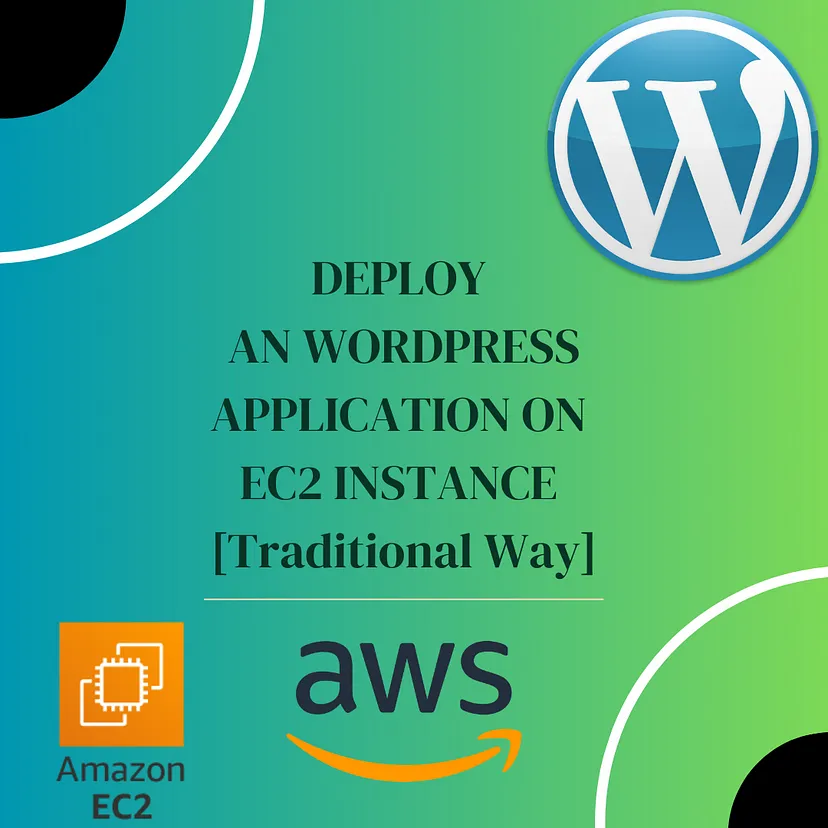 DEPLOY
AN WORDPRESS
APPLICATION ON
EC2 INSTANCE
[Traditional Way]
aws
Amazon
EC2